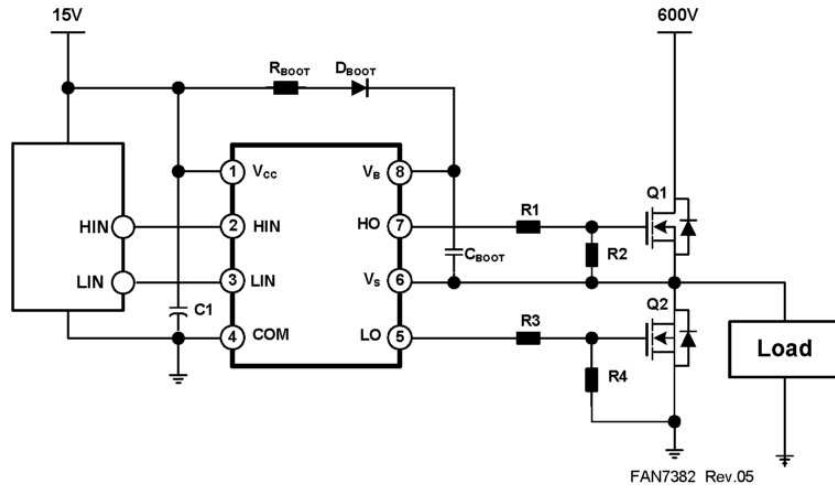 15V
600V
RBOOT
DBOOT
1
VCC
VB
8
Q1
HIN
2
HIN
HO
7
R1
R2
CBOOT
LIN
3
LIN
VS
6
C1
Q2
4
COM
LO
5
R3
R4
Load
FAN7382 Rev.05